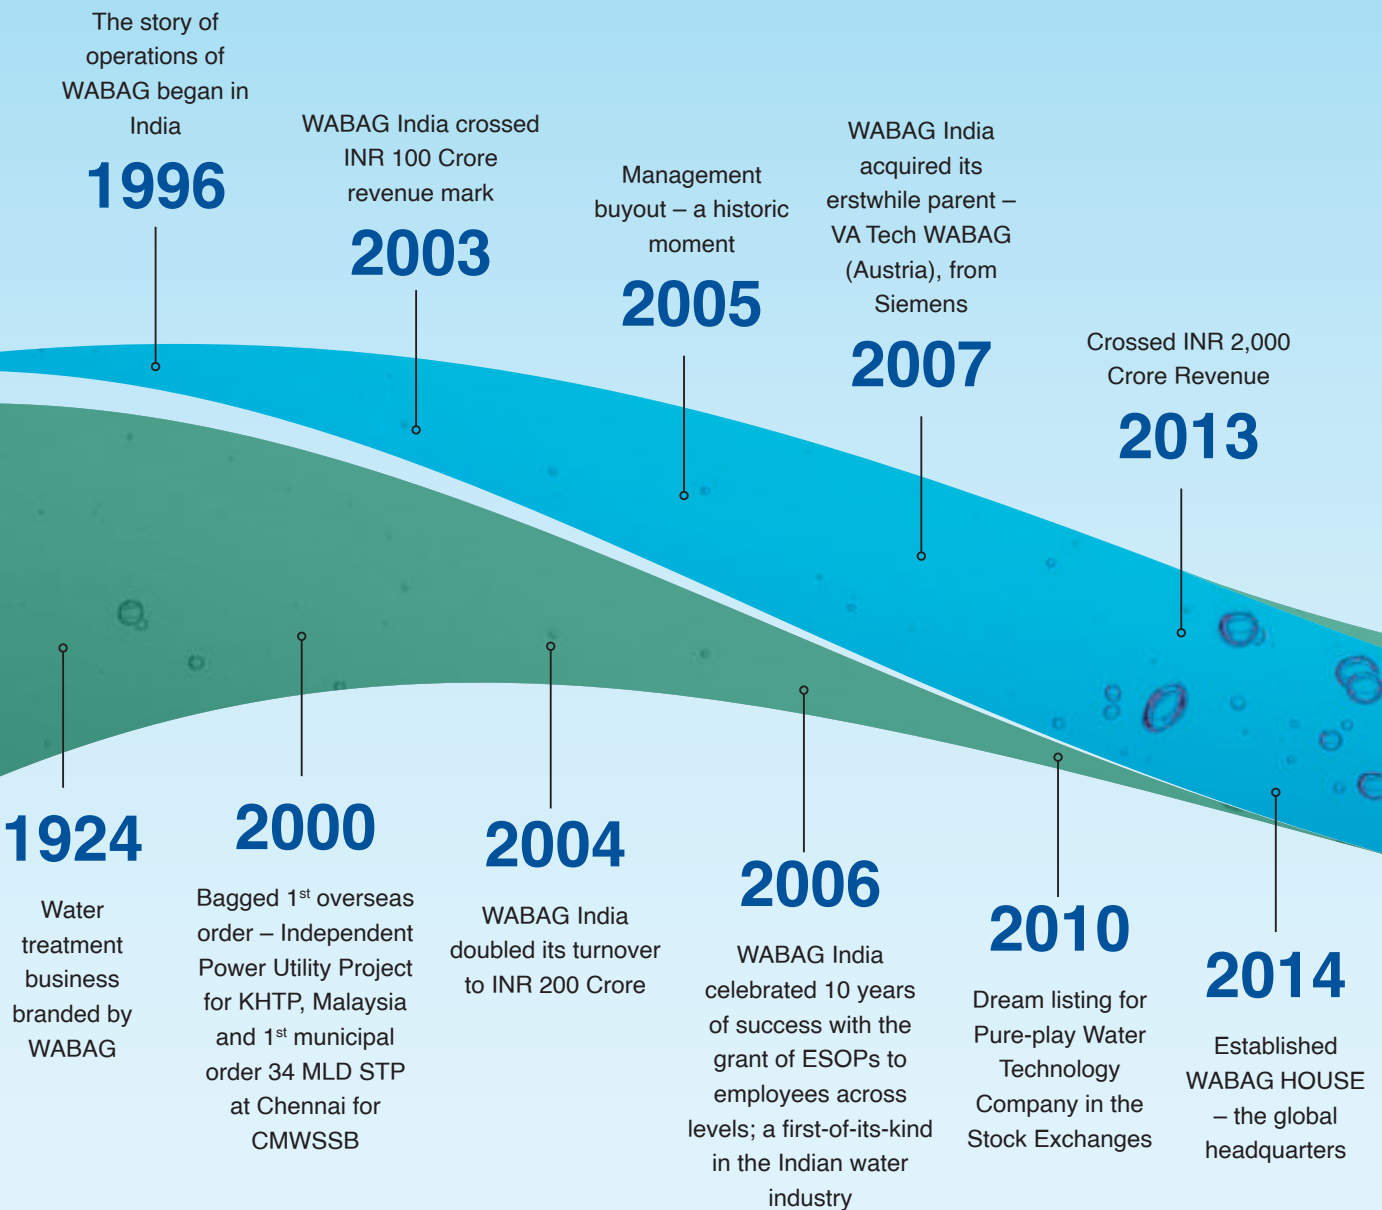 The story of
operations of
WABAG began in
India
1996
WABAG India crossed
INR 100 Crore
revenue mark
2003
Management
buyout – a historic
moment
2005
WABAG India
acquired its
erstwhile parent –
VA Tech WABAG
(Austria), from
Siemens
2007
Crossed INR 2,000
Crore Revenue
2013
1924
Water
treatment
business
branded by
WABAG
2000
Bagged 1st overseas
order – Independent
Power Utility Project
for KHTP, Malaysia
and 1st municipal
order 34 MLD STP
at Chennai for
CMWSSB
2004
WABAG India
doubled its turnover
to INR 200 Crore
2006
WABAG India
celebrated 10 years
of success with the
grant of ESOPs to
employees across
levels; a first-of-its-kind
in the Indian water
industry
2010
Dream listing for
Pure-play Water
Technology
Company in the
Stock Exchanges
2014
Established
WABAG HOUSE
– the global
headquarters